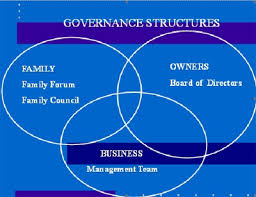 GOVERNANCE STRUCTURES
FAMILY
Family Forum
Family Council
OWNERS
Board of Directors
BUSINESS
Management Team